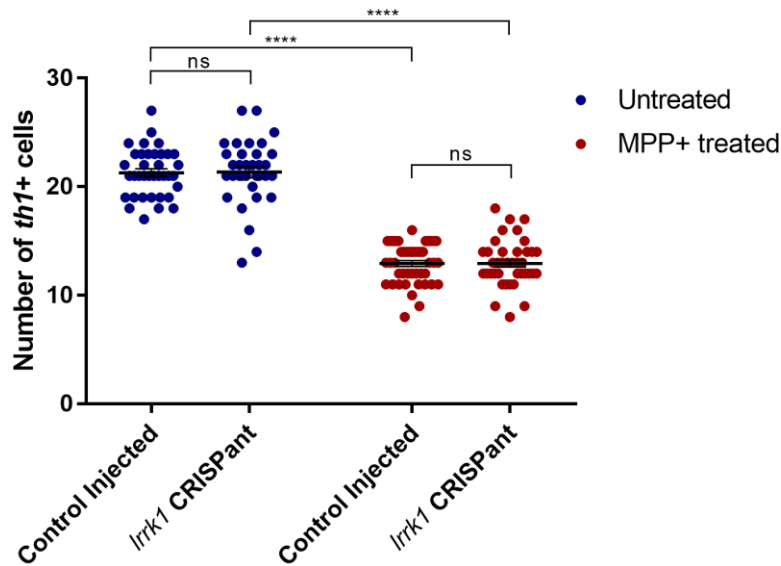 ****
****
ns
30
Untreated
MPP+ treated
ns
20
10
0
Number of th1+ cells
Control Injected
lrrk1 CRISPant
Control Injected
lrrk1 CRISPant